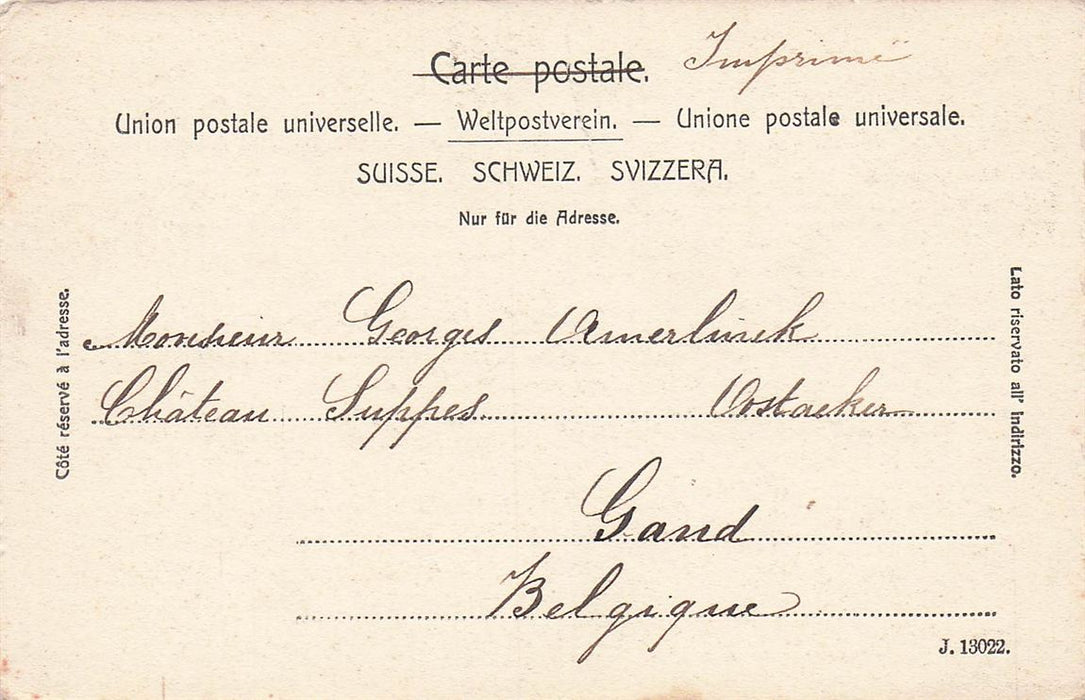 Carte postale. Imprimé
Union postale universelle. — Weltpostverein. — Unione postale universale.
SUISSE. SCHWEIZ. SVIZZERA.
Nur für die Adresse.
Côté réservé à l'adresse.
Monsieur Georges
Château Suppes Oostacker
Gand
Belgique
Lato riservato all' indirizzo.
J. 13022.